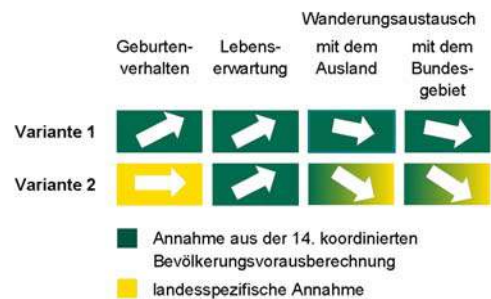 Wanderungsaustausch
Geburten-
verhalten
Lebens-
erwartung
mit dem
Ausland
mit dem
Bundes-
gebiet
Variante 1
Variante 2
Annahme aus der 14. koordinierten
Bevölkerungsvorausberechnung
landesspezifische Annahme